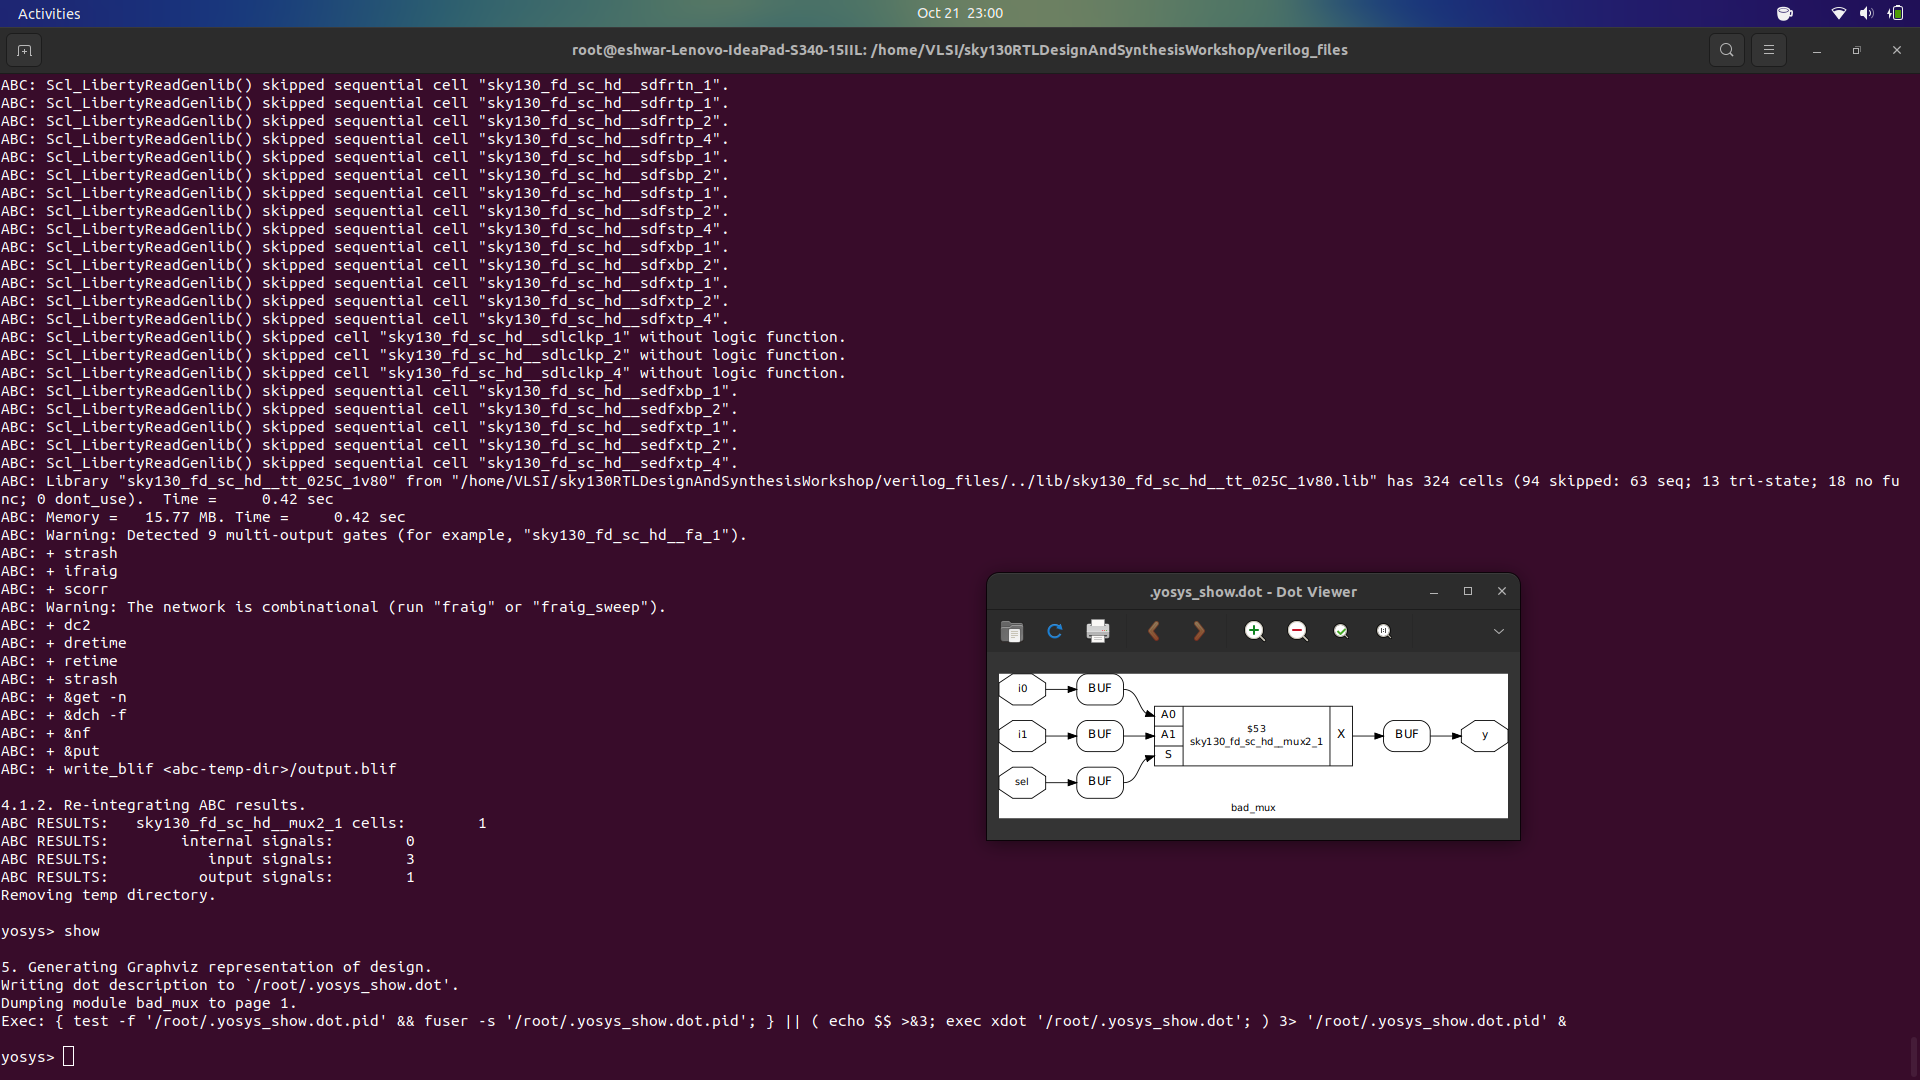 Activities
Oct 21 23:00
root@eshwar-Lenovo-IdeaPad-S340-15IIL: /home/VLSI/sky130RTLDesignAndSynthesisWorkshop/verilog_files
ABC: Scl_LibertyReadGenlib() skipped sequential cell "sky130_fd_sc_hd__sdfrtn_1".
ABC: Scl_LibertyReadGenlib() skipped sequential cell "sky130_fd_sc_hd__sdfrtp_1".
ABC: Scl_LibertyReadGenlib() skipped sequential cell "sky130_fd_sc_hd__sdfrtp_2".
ABC: Scl_LibertyReadGenlib() skipped sequential cell "sky130_fd_sc_hd__sdfrtp_4".
ABC: Scl_LibertyReadGenlib() skipped sequential cell "sky130_fd_sc_hd__sdfsbp_1".
ABC: Scl_LibertyReadGenlib() skipped sequential cell "sky130_fd_sc_hd__sdfsbp_2".
ABC: Scl_LibertyReadGenlib() skipped sequential cell "sky130_fd_sc_hd__sdfstp_1".
ABC: Scl_LibertyReadGenlib() skipped sequential cell "sky130_fd_sc_hd__sdfstp_2".
ABC: Scl_LibertyReadGenlib() skipped sequential cell "sky130_fd_sc_hd__sdfstp_4".
ABC: Scl_LibertyReadGenlib() skipped sequential cell "sky130_fd_sc_hd__sdfxbp_1".
ABC: Scl_LibertyReadGenlib() skipped sequential cell "sky130_fd_sc_hd__sdfxbp_2".
ABC: Scl_LibertyReadGenlib() skipped sequential cell "sky130_fd_sc_hd__sdfxtp_1".
ABC: Scl_LibertyReadGenlib() skipped sequential cell "sky130_fd_sc_hd__sdfxtp_2".
ABC: Scl_LibertyReadGenlib() skipped sequential cell "sky130_fd_sc_hd__sdfxtp_4".
ABC: Scl_LibertyReadGenlib() skipped cell "sky130_fd_sc_hd__sdlclkp_1" without logic function.
ABC: Scl_LibertyReadGenlib() skipped cell "sky130_fd_sc_hd__sdlclkp_2" without logic function.
ABC: Scl_LibertyReadGenlib() skipped cell "sky130_fd_sc_hd__sdlclkp_4" without logic function.
ABC: Scl_LibertyReadGenlib() skipped sequential cell "sky130_fd_sc_hd__sedfxbp_1".
ABC: Scl_LibertyReadGenlib() skipped sequential cell "sky130_fd_sc_hd__sedfxbp_2".
ABC: Scl_LibertyReadGenlib() skipped sequential cell "sky130_fd_sc_hd__sedfxtp_1".
ABC: Scl_LibertyReadGenlib() skipped sequential cell "sky130_fd_sc_hd__sedfxtp_2".
ABC: Scl_LibertyReadGenlib() skipped sequential cell "sky130_fd_sc_hd__sedfxtp_4".
ABC: Library "sky130_fd_sc_hd__tt_025C_1v80" from "/home/VLSI/sky130RTLDesignAndSynthesisWorkshop/verilog_files/../lib/sky130_fd_sc_hd__tt_025C_1v80.lib" has 324 cells (94 skipped: 63 seq; 13 tri-state; 18 no fu
nc; 0 dont_use).  Time =     0.42 sec
ABC: Memory =   15.77 MB. Time =     0.42 sec
ABC: Warning: Detected 9 multi-output gates (for example, "sky130_fd_sc_hd__fa_1").
ABC: + strash
ABC: + ifraig
ABC: + scorr
ABC: Warning: The network is combinational (run "fraig" or "fraig_sweep").
ABC: + dc2
ABC: + dretime
ABC: + retime
ABC: + strash
ABC: + &get -n
ABC: + &dch -f
ABC: + &nf
ABC: + &put
ABC: + write_blif <abc-temp-dir>/output.blif
4.1.2. Re-integrating ABC results.
ABC RESULTS:   sky130_fd_sc_hd__mux2_1 cells:        1
ABC RESULTS:        internal signals:        0
ABC RESULTS:           input signals:        3
ABC RESULTS:          output signals:        1
Removing temp directory.
yosys> show
5. Generating Graphviz representation of design.
Writing dot description to `/root/.yosys_show.dot'.
Dumping module bad_mux to page 1.
Exec: { test -f '/root/.yosys_show.dot.pid' && fuser -s '/root/.yosys_show.dot.pid'; } || ( echo $$ >&3; exec xdot '/root/.yosys_show.dot'; ) 3> '/root/.yosys_show.dot.pid' &
yosys>
.yosys_show.dot - Dot Viewer
i0
BUF
A0
i1
BUF
A1
$53
sky130_fd_sc_hd__mux2_1
X
BUF
y
S
sel
BUF
bad_mux